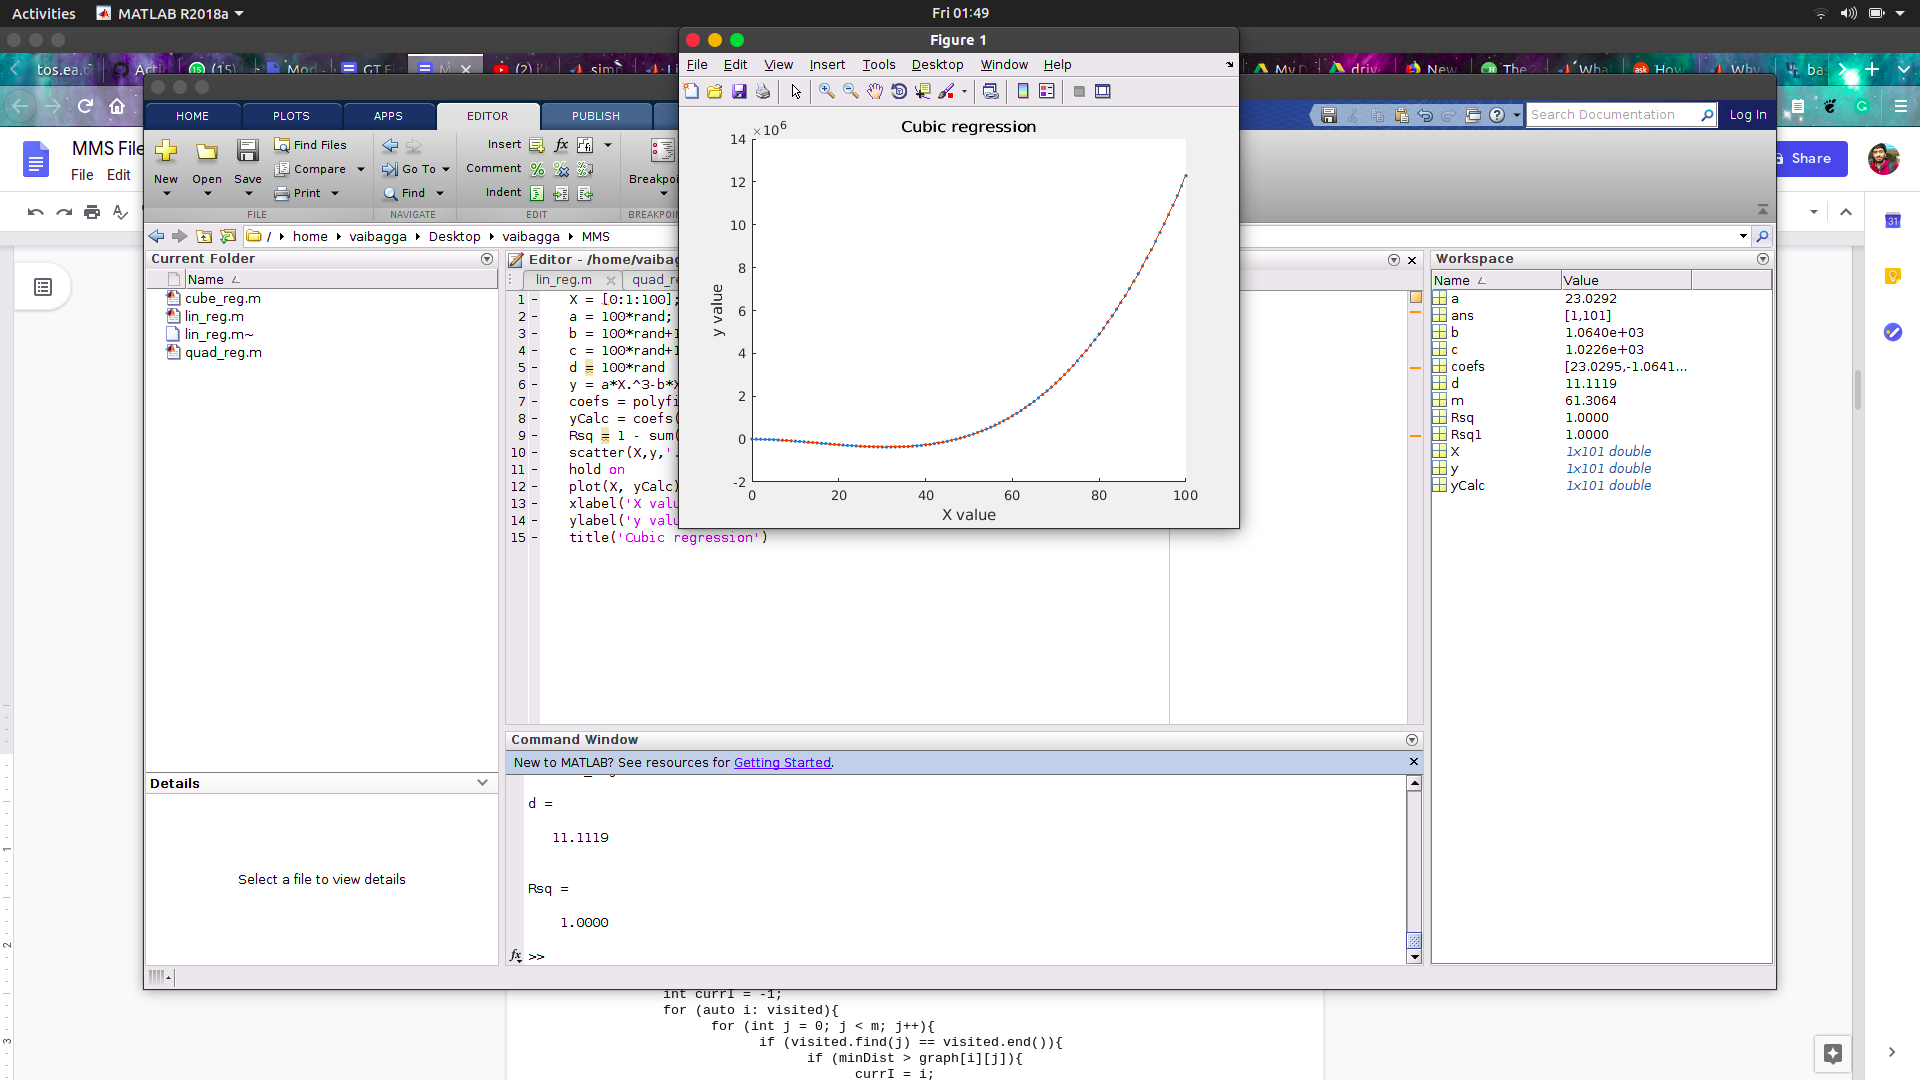 Activities MATLAB R2018a Fri 01:49
Figure 1
tos.ea.c (15) Mod GT F M (2) My D driv New The What How Why bas
File Edit View Insert Tools Desktop Window Help
HOME PLOTS APPS EDITOR PUBLISH
Search Documentation Log In
MMS File
File Edit
Share
New Open Save
Find Files
Compare
Print
Go To
Find
Insert
Comment
Indent
Breakpoi
FILE NAVIGATE EDIT BREAKPOI
/ home vaibagga Desktop vaibagga MMS
31
Current Folder
Name
cube_reg.m
lin_reg.m
lin_reg.m~
quad_reg.m
Details
Select a file to view details
Editor - /home/vaibag
lin_reg.m quad_re
1 - X = [0:1:100];
2 - a = 100*rand;
3 - b = 100*rand+1
4 - c = 100*rand+1
5 - d = 100*rand
6 - y = a*X.^3-b*X
7 - coefs = polyfi
8 - yCalc = coefs(
9 - Rsq = 1 - sum(
10 - scatter(X,y,'.
11 - hold on
12 - plot(X, yCalc)
13 - xlabel('X valu
14 - ylabel('y valu
15 - title('Cubic regression')
Cubic regression
×10^6
14
12
10
8
6
4
2
0
-2
y value
0 20 40 60 80 100
X value
Command Window
New to MATLAB? See resources for Getting Started.
d =
11.1119
Rsq =
1.0000
fx >>
Workspace
Name Value
a 23.0292
ans [1,101]
b 1.0640e+03
c 1.0226e+03
coefs [23.0295,-1.0641...
d 11.1119
m 61.3064
Rsq 1.0000
Rsq1 1.0000
X 1x101 double
y 1x101 double
yCalc 1x101 double
int currI = -1;
for (auto i: visited){
for (int j = 0; j < m; j++){
if (visited.find(j) == visited.end()){
if (minDist > graph[i][j]){
currI = i;
1
2
3